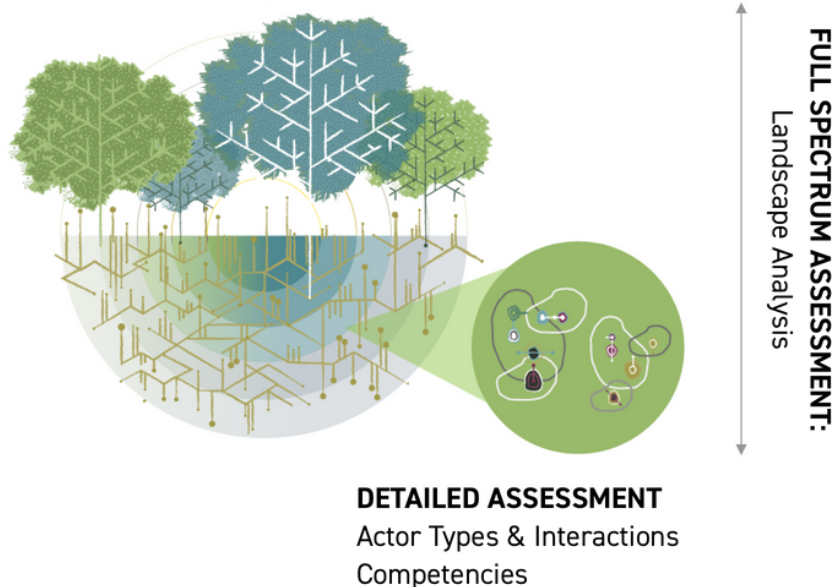 FULL SPECTRUM ASSESSMENT:
Landscape Analysis
DETAILED ASSESSMENT
Actor Types & Interactions
Competencies